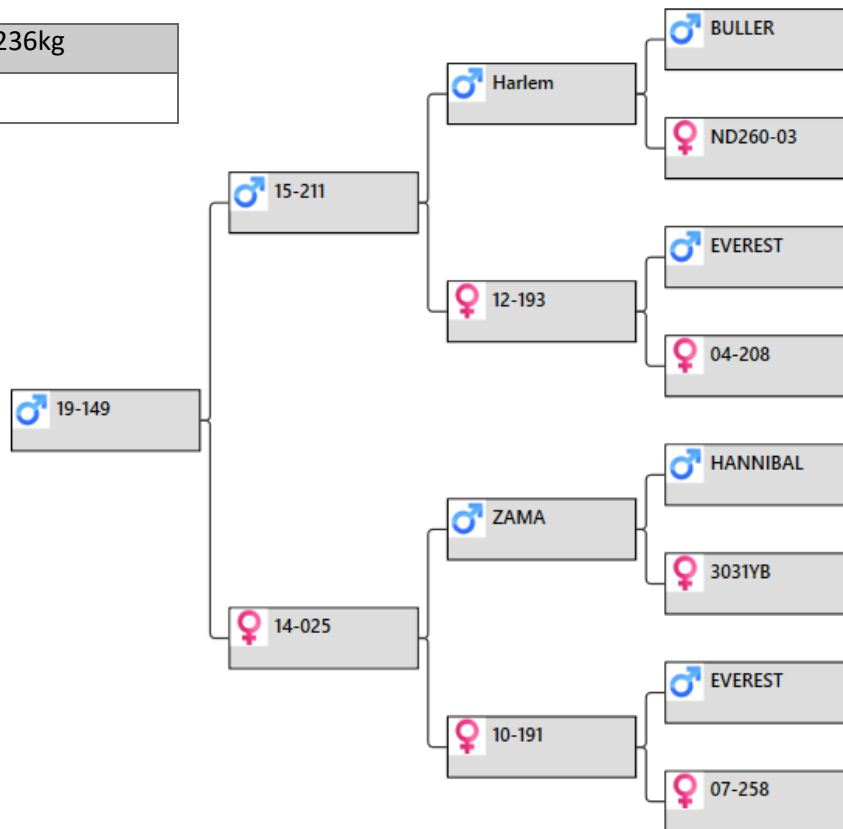 236kg
BULLER
Harlem
ND260-03
15-211
EVEREST
12-193
04-208
19-149
HANNIBAL
ZAMA
3031YB
14-025
EVEREST
10-191
07-258